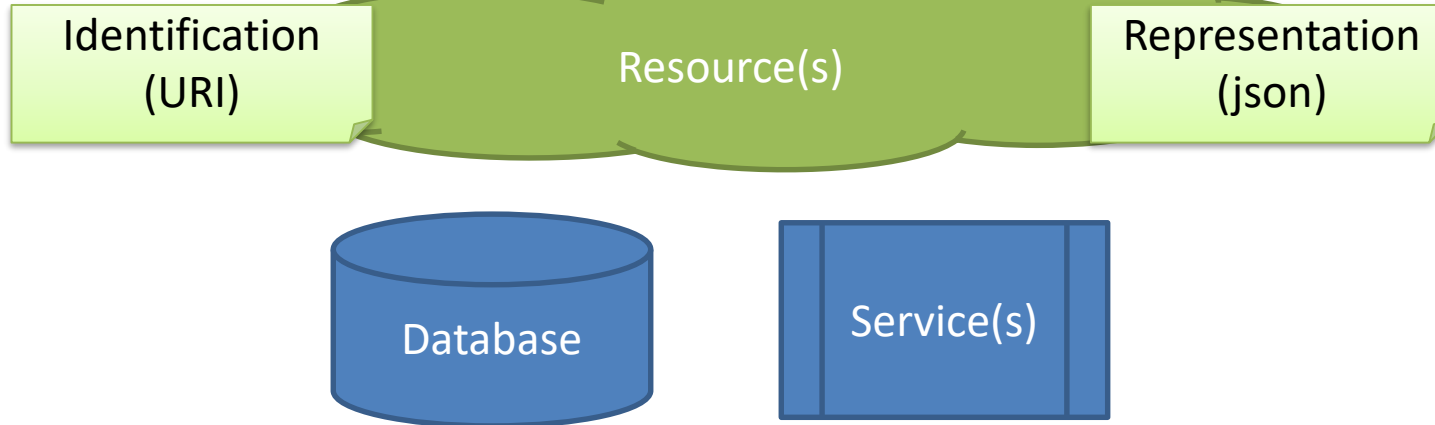 Identification
(URI)
Resource(s)
Representation
(json)
Database
Service(s)